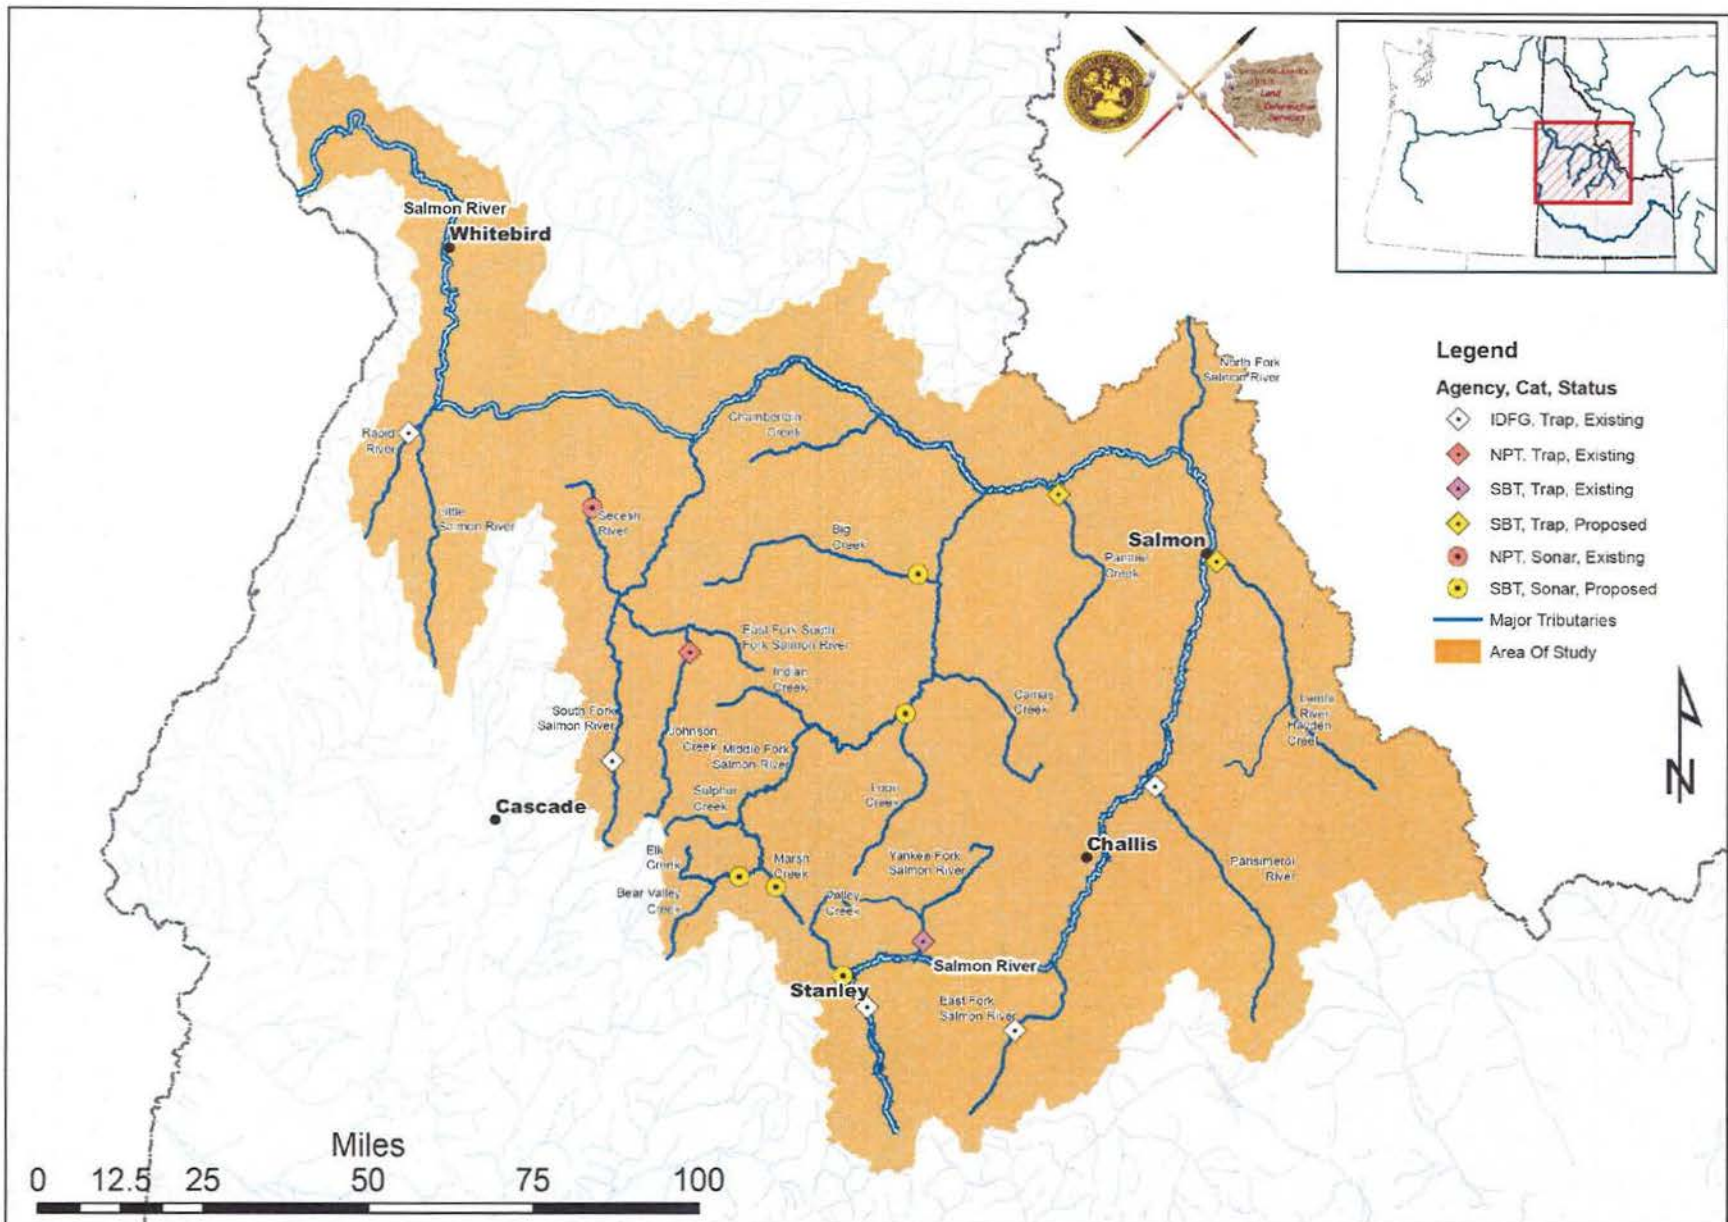 Salmon River
Whitebird
North Fork
Salmon River
Legend
Agency, Cat, Status
IDFG. Trap, Existing
NPT. Trap, Existing
SBT, Trap, Existing
SBT, Trap, Proposed
NPT. Sonar, Existing
SBT, Sonar, Proposed
Major Tributaries
Area Of Study
Chamberlain
Creek
Rapid
River
Little
Salmon River
Secesh
River
Big
Creek
Salmon
Panther
Creek
East Fork South
Fork Salmon River
Indian
Creek
South Fork
Salmon River
Johnson
Creek
Middle Fork
Salmon River
Camas
Creek
Lemhi
River
Hayden
Creek
Sulphur
Creek
Loon
Creek
Cascade
Challis
Elk
Creek
Marsh
Creek
Yankee Fork
Salmon River
Pahsimeroi
River
Bear Valley
Creek
Valley
Creek
Salmon River
Stanley
East Fork
Salmon River
N
Miles
0 12.5 25 50 75 100